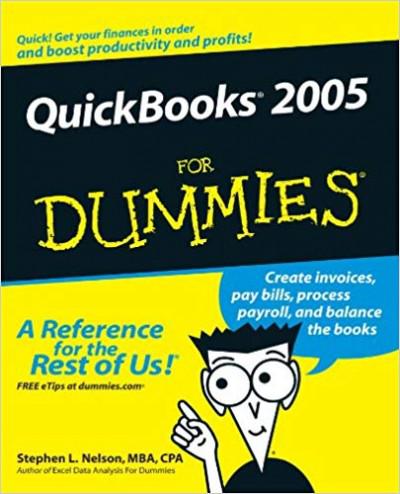 Quick! Get your finances in order
and boost productivity and profits!
QuickBooks® 2005
FOR
DUMMIES®
Create invoices,
pay bills, process
payroll, and balance
the books
A Reference
for the
Rest of Us!®
FREE eTips at dummies.com®
Stephen L. Nelson, MBA, CPA
Author of Excel Data Analysis For Dummies